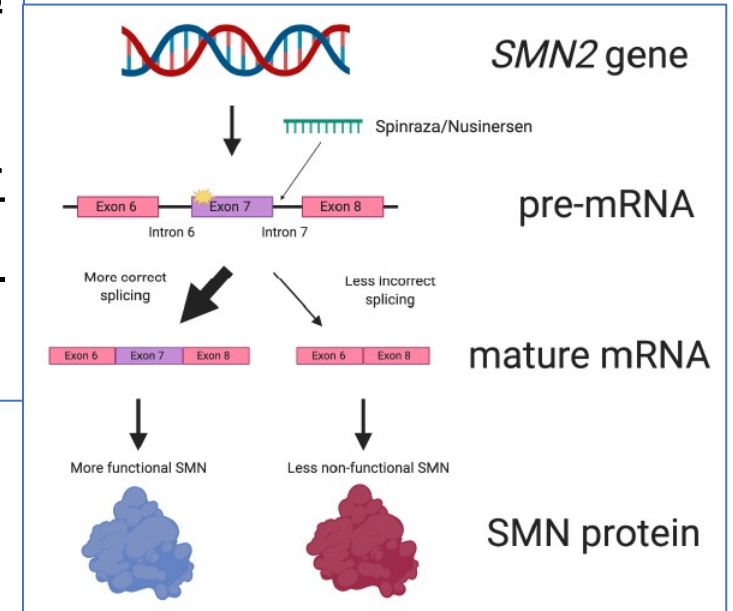 SMN2 gene
Spinraza/Nusinersen
Exon 6 Exon 7 Exon 8
pre-mRNA
Intron 6 Intron 7
More correct
splicing
Less incorrect
splicing
Exon 6 Exon 7 Exon 8 Exon 6 Exon 8
mature mRNA
More functional SMN Less non-functional SMN
SMN protein